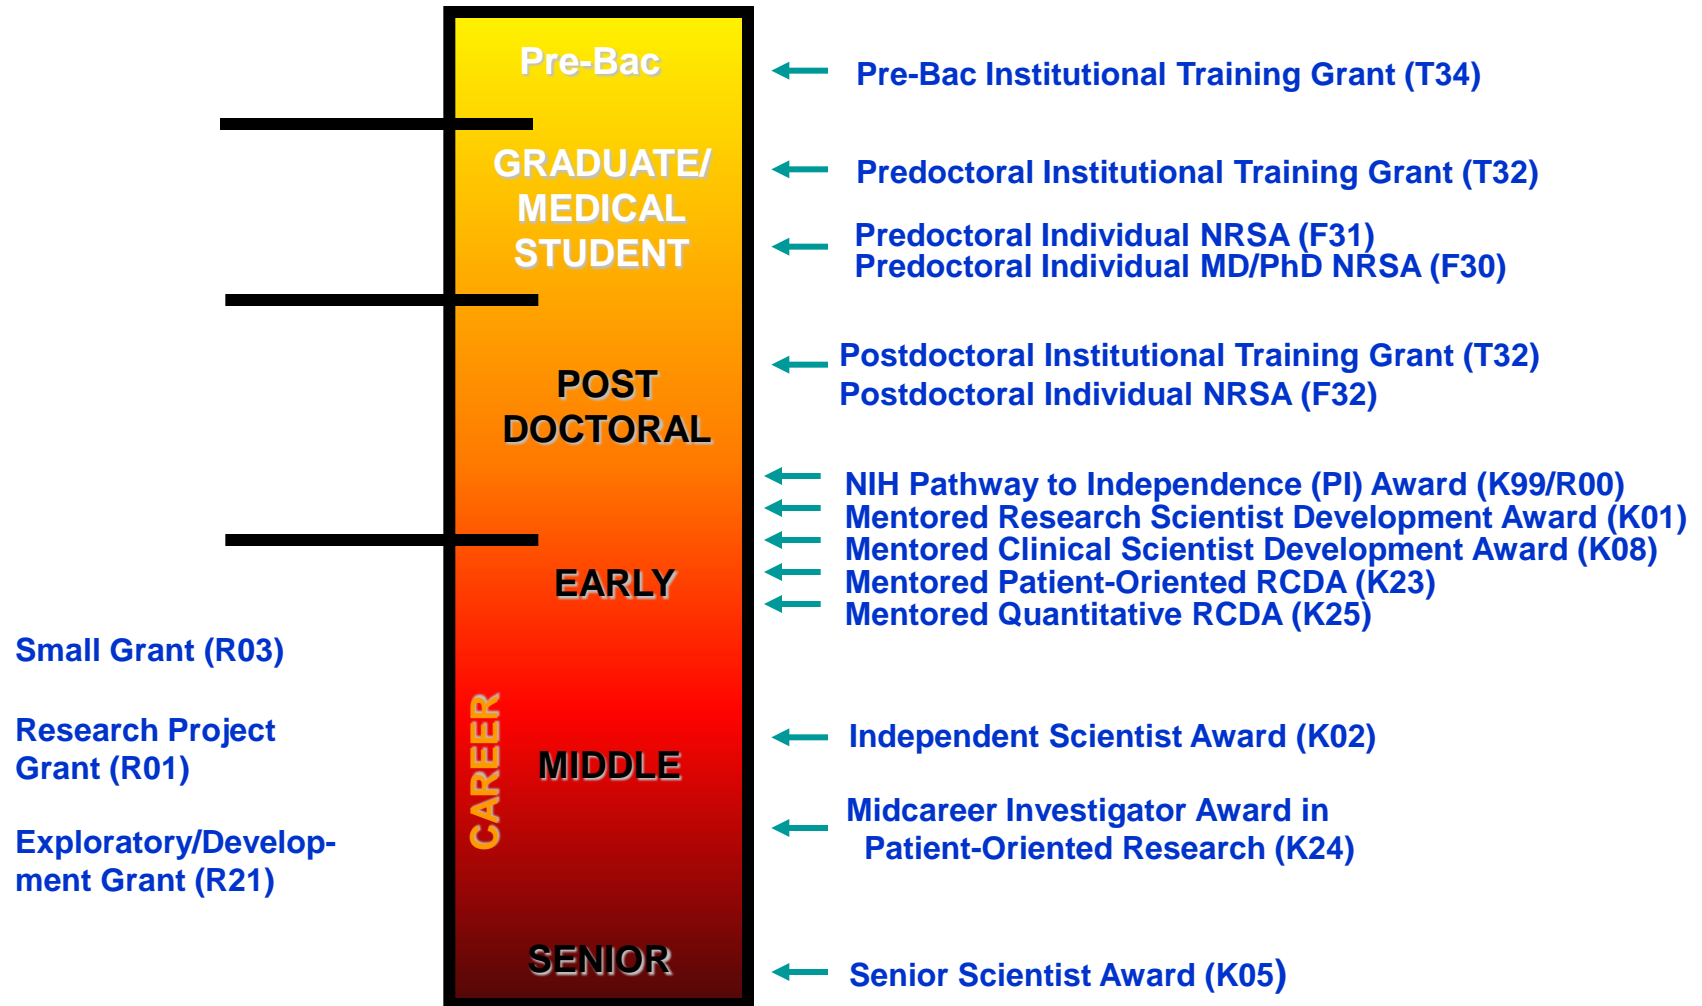 Pre-Bac
GRADUATE/
MEDICAL
STUDENT
POST
DOCTORAL
EARLY
CAREER
MIDDLE
SENIOR
Pre-Bac Institutional Training Grant (T34)
Predoctoral Institutional Training Grant (T32)
Predoctoral Individual NRSA (F31)
Predoctoral Individual MD/PhD NRSA (F30)
Postdoctoral Institutional Training Grant (T32)
Postdoctoral Individual NRSA (F32)
NIH Pathway to Independence (PI) Award (K99/R00)
Mentored Research Scientist Development Award (K01)
Mentored Clinical Scientist Development Award (K08)
Mentored Patient-Oriented RCDA (K23)
Mentored Quantitative RCDA (K25)
Independent Scientist Award (K02)
Midcareer Investigator Award in
Patient-Oriented Research (K24)
Senior Scientist Award (K05)
Small Grant (R03)
Research Project
Grant (R01)
Exploratory/Develop-
ment Grant (R21)